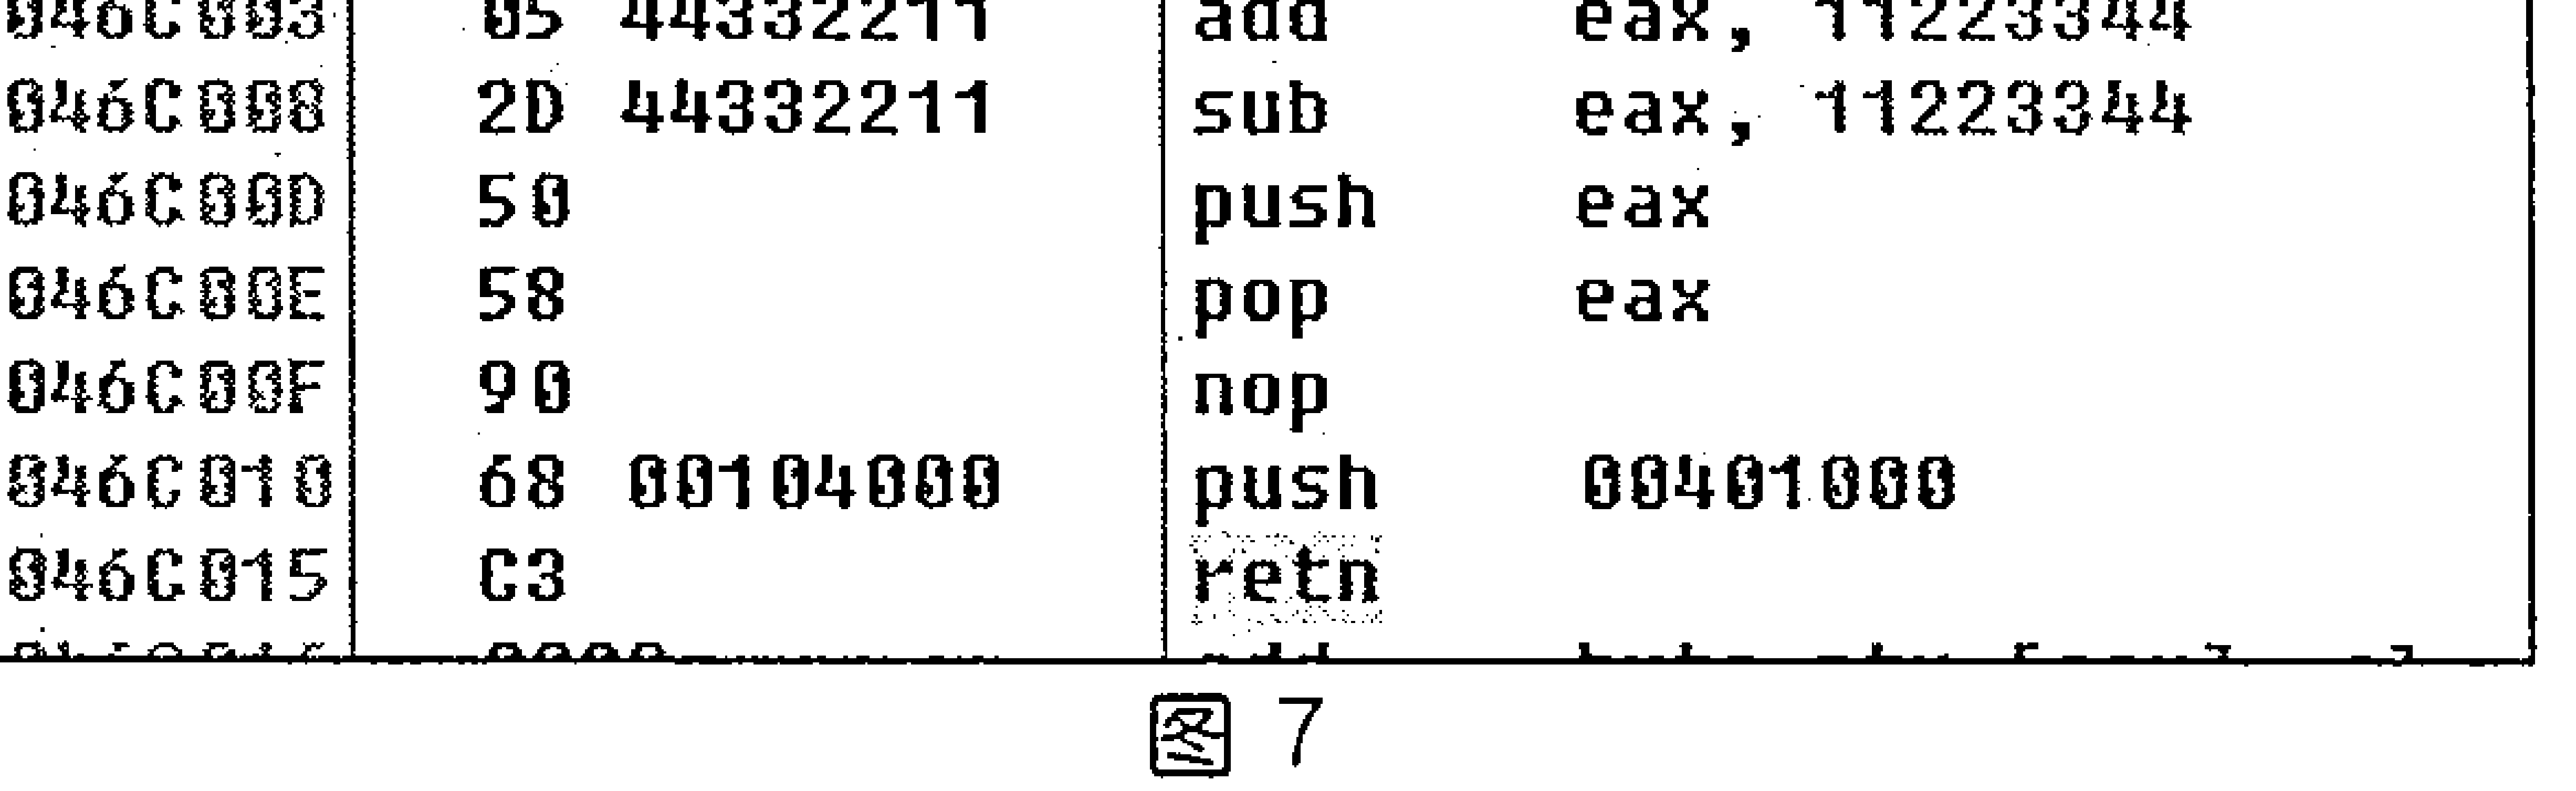 046C003 05 44332211 add eax, 11223344
046C008 2D 44332211 sub eax, 11223344
046C00D 50 push eax
046C00E 58 pop eax
046C00F 90 nop
046C010 68 00104000 push 00401000
046C015 C3 retn
图 7